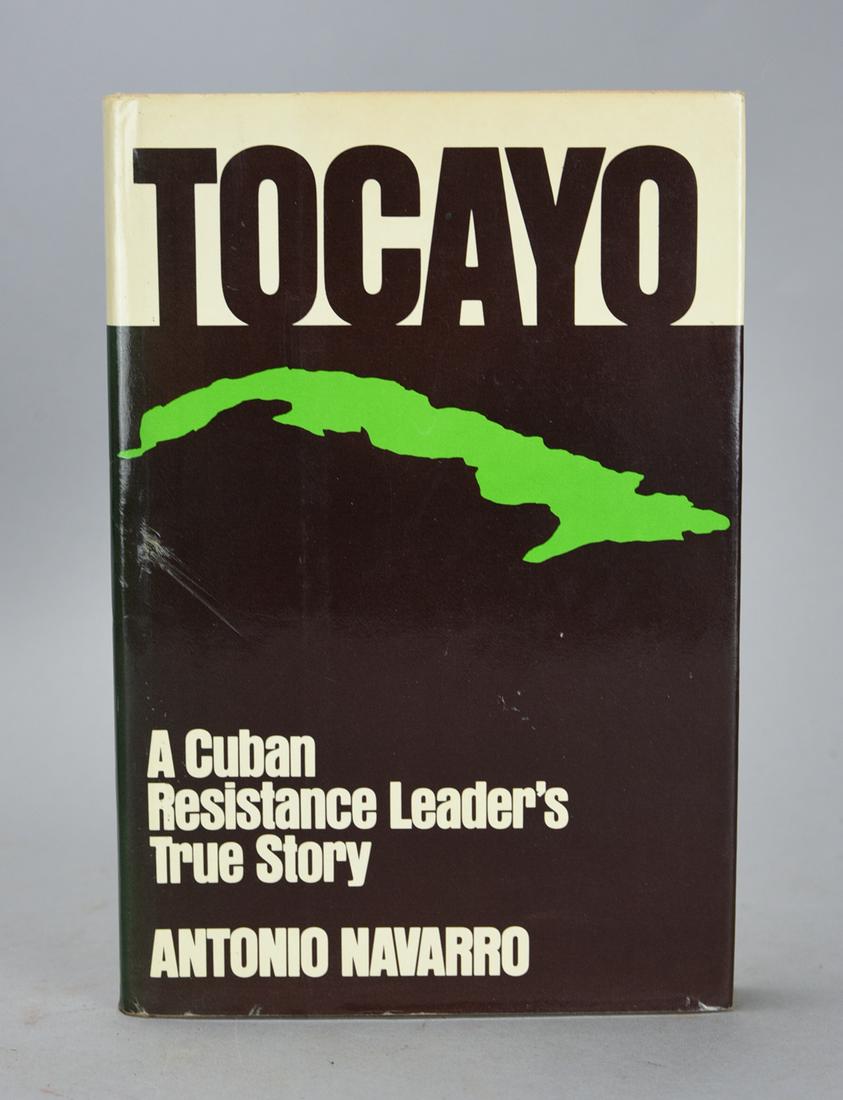 TOCAYO
A Cuban
Resistance Leader's
True Story
ANTONIO NAVARRO